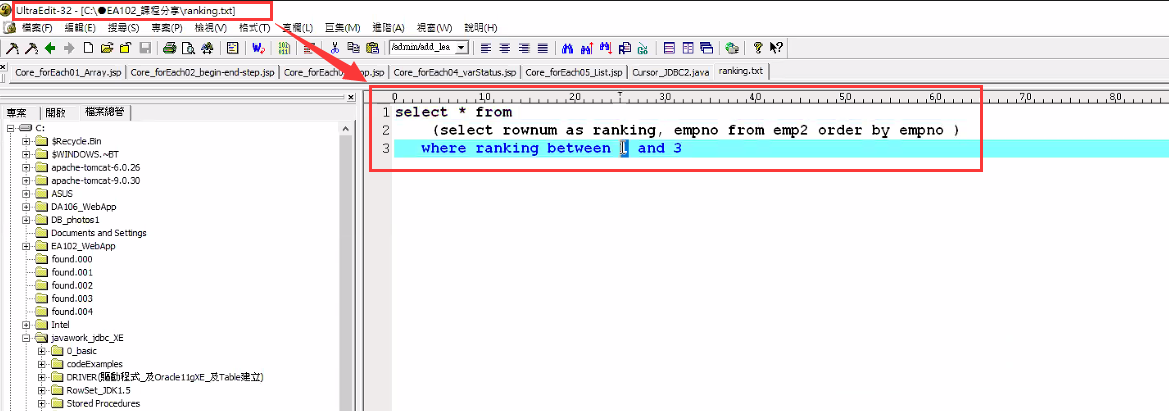 UltraEdit-32 - [C:\●EA102_課程分享\ranking.txt]
檔案(F) 編輯(E) 搜尋(S) 專案(P) 檢視(V) 格式(T) 直欄(L) 巨集(M) 進階(A) 視窗(W) 說明(H)
/admin/add_lea
Core_forEach01_Array.jsp Core_forEach02_begin-end-step.jsp Core_forEach03 Map.jsp Core_forEach04_varStatus.jsp Core_forEach05_List.jsp Cursor_JDBC2.java ranking.txt
專案 開啟 檔案總管
0 10 20 30 40 50 60 70 80
C:
$Recycle.Bin
$WINDOWS.~BT
apache-tomcat-6.0.26
apache-tomcat-9.0.30
ASUS
DA106_WebApp
DB_photos1
Documents and Settings
EA102_WebApp
found.000
found.001
found.002
found.003
found.004
Intel
javawork_jdbc_XE
0_basic
codeExamples
DRIVER(驅動程式_及Oracle11gXE_及Table建立)
RowSet_JDK1.5
Stored Procedures
1 select * from
2 (select rownum as ranking, empno from emp2 order by empno )
3 where ranking between 1 and 3